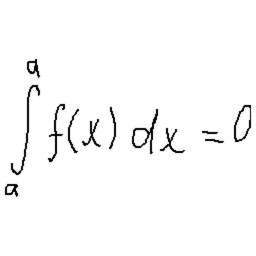 ∫ₐᵃ f(x) dx = 0